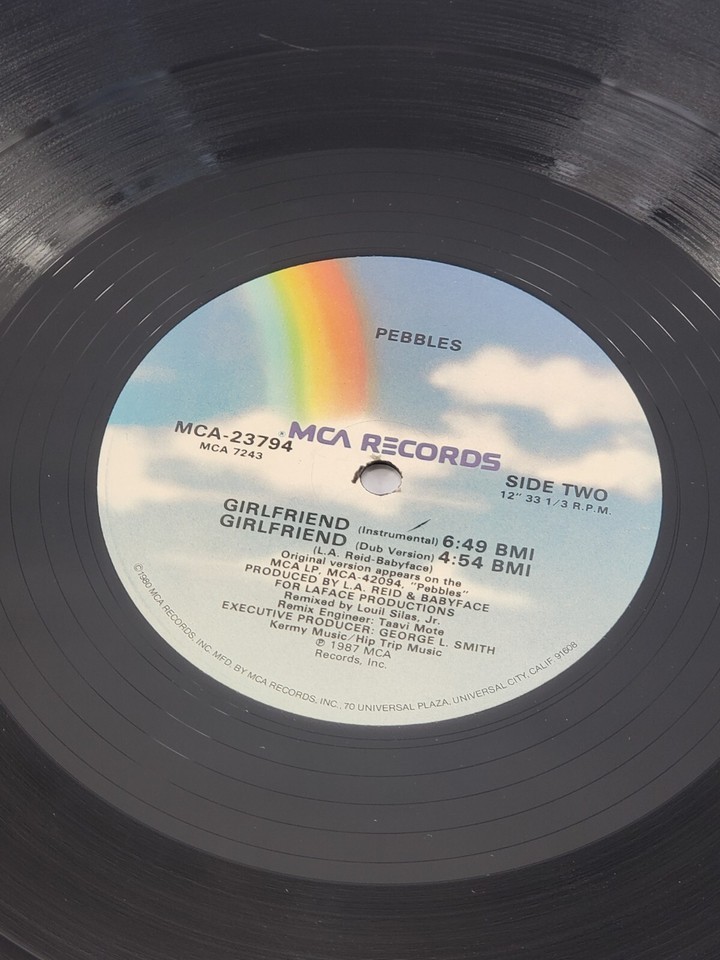 PEBBLES
MCA RECORDS
MCA-23794
MCA 7243
SIDE TWO
12" 33 1/3 R.P.M.
GIRLFRIEND (Instrumental) 6:49 BMI
GIRLFRIEND (Dub Version) 4:54 BMI
(L.A. Reid-Babyface)
Original version appears on the
MCA LP, MCA-42094, "Pebbles"
PRODUCED BY L.A. REID & BABYFACE
FOR LAFACE PRODUCTIONS
Remixed by Louil Silas, Jr.
Remix Engineer: Taavi Mote
EXECUTIVE PRODUCER: GEORGE L. SMITH
Kermy Music/Hip Trip Music
℗ 1987 MCA
Records, Inc.
©1980 MCA RECORDS, INC. MFD. BY MCA RECORDS, INC., 70 UNIVERSAL PLAZA, UNIVERSAL CITY, CALIF. 91608